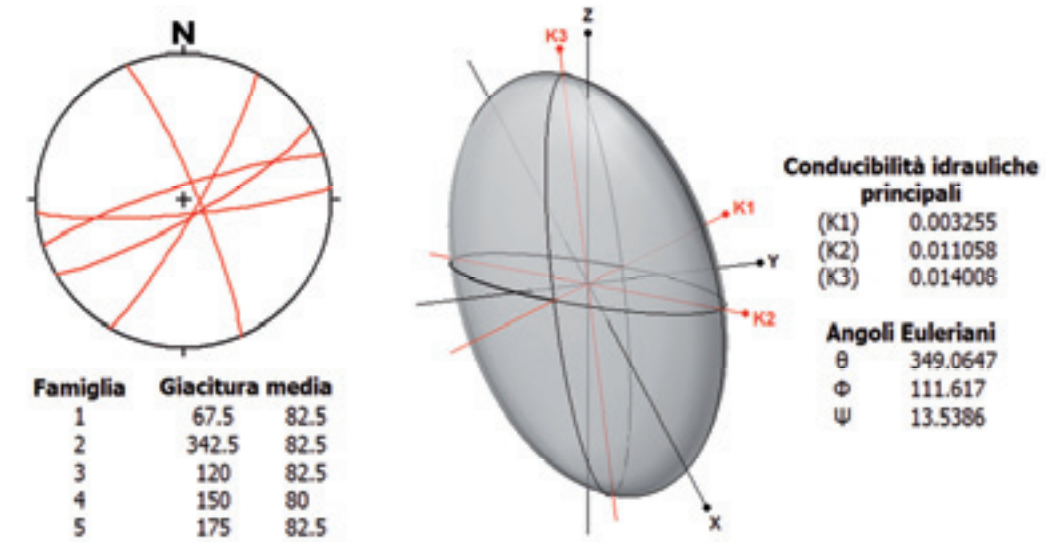 N
Famiglia Giacitura media
1 67.5 82.5
2 342.5 82.5
3 120 82.5
4 150 80
5 175 82.5
Z
K3
K1
Y
K2
X
Conducibilità idrauliche
principali
(K1) 0.003255
(K2) 0.011058
(K3) 0.014008
Angoli Euleriani
θ 349.0647
Φ 111.617
Ψ 13.5386